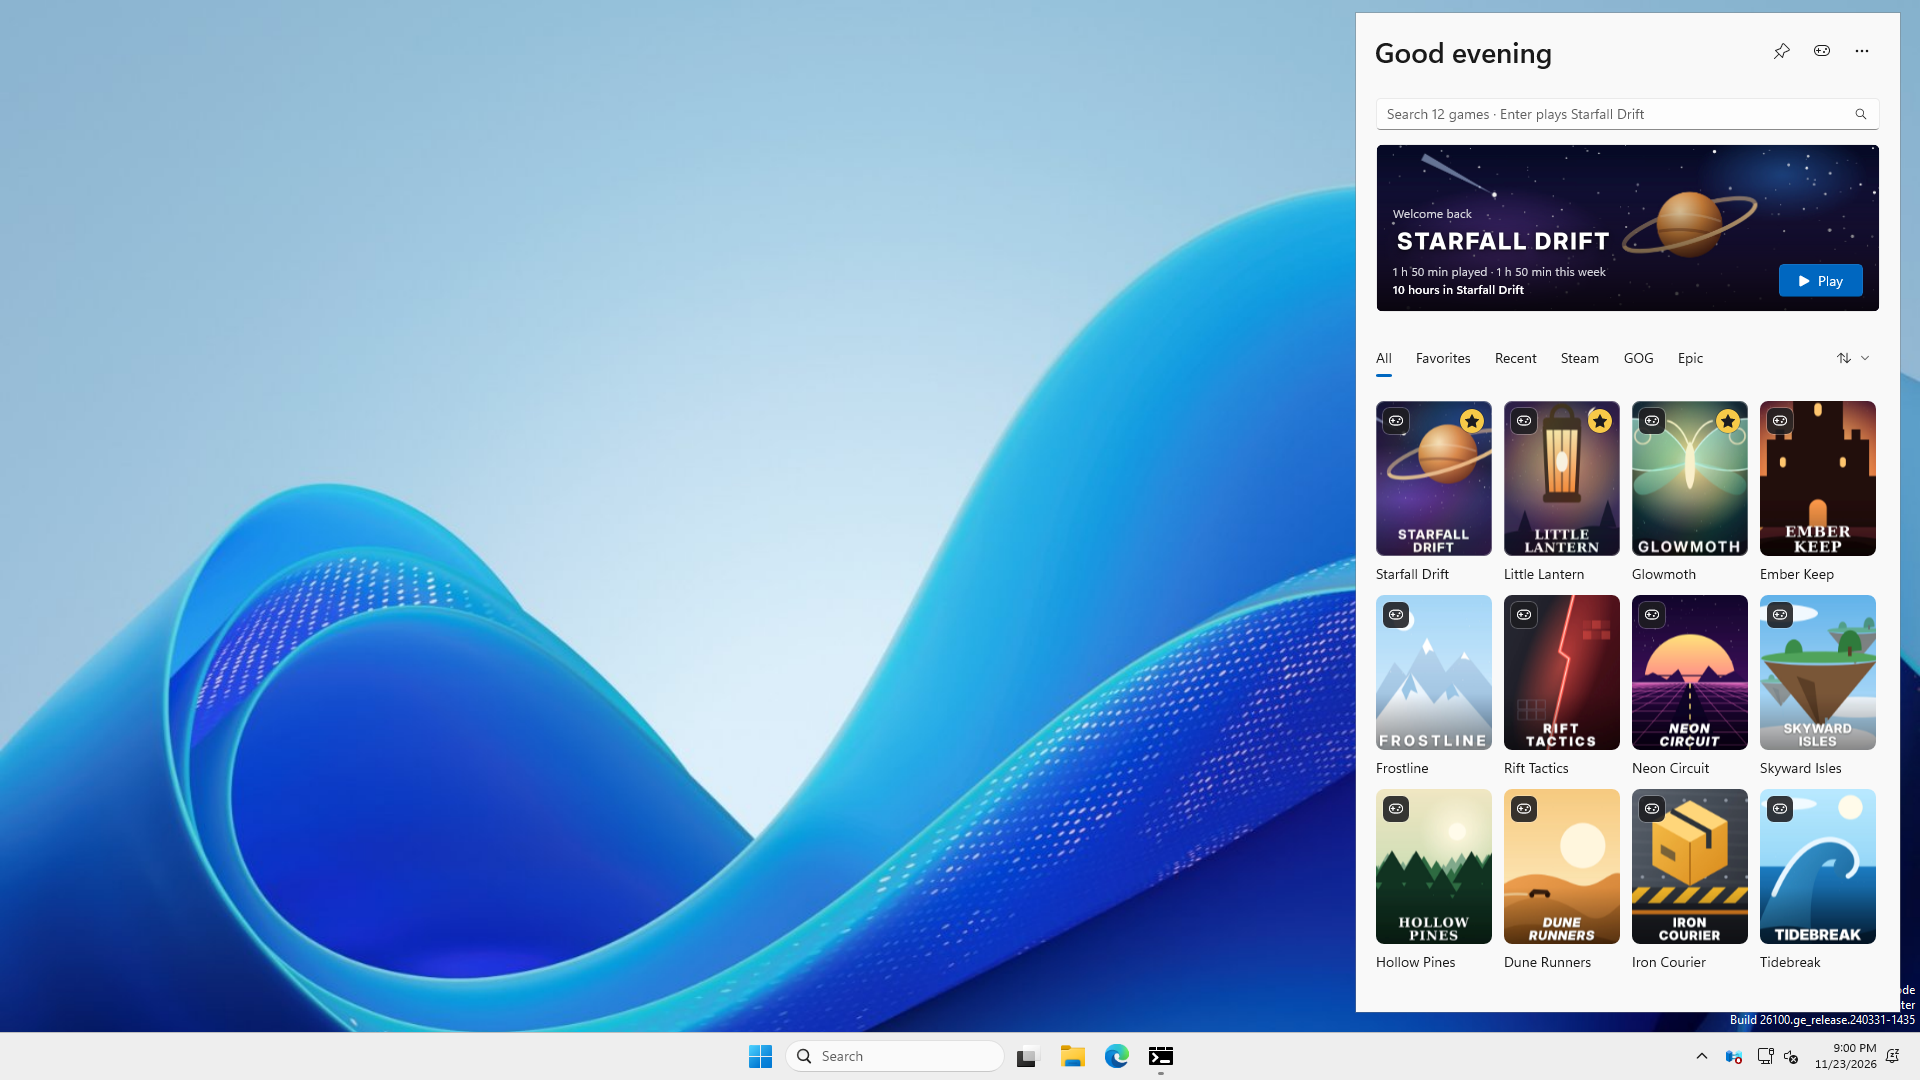 Good evening
Search 12 games · Enter plays Starfall Drift
Welcome back
STARFALL DRIFT
1 h 50 min played · 1 h 50 min this week
10 hours in Starfall Drift
Play
All Favorites Recent Steam GOG Epic
STARFALL
DRIFT
LITTLE
LANTERN
GLOWMOTH
EMBER
KEEP
Starfall Drift Little Lantern Glowmoth Ember Keep
FROSTLINE
RIFT
TACTICS
NEON
CIRCUIT
SKYWARD
ISLES
Frostline Rift Tactics Neon Circuit Skyward Isles
HOLLOW
PINES
DUNE
RUNNERS
IRON
COURIER
TIDEBREAK
Hollow Pines Dune Runners Iron Courier Tidebreak
Build 26100.ge_release.240331-1435
Search
9:00 PM
11/23/2026